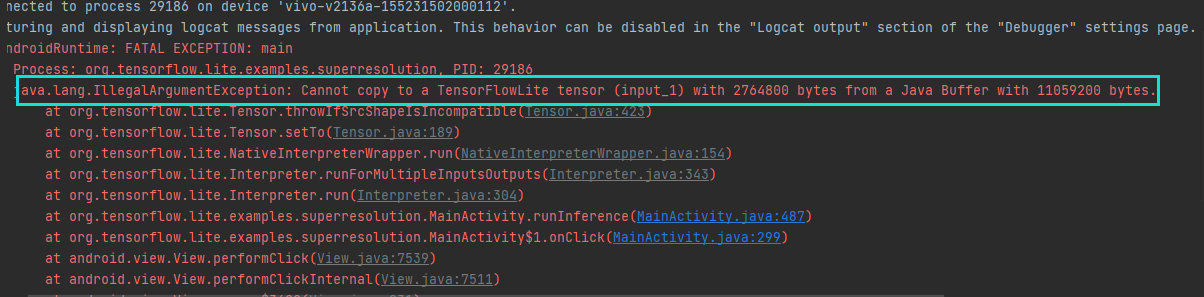 nected to process 29186 on device 'vivo-v2136a-155231502000112'.
turing and displaying logcat messages from application. This behavior can be disabled in the "Logcat output" section of the "Debugger" settings page.
ndroidRuntime: FATAL EXCEPTION: main
Process: org.tensorflow.lite.examples.superresolution, PID: 29186
java.lang.IllegalArgumentException: Cannot copy to a TensorFlowLite tensor (input_1) with 2764800 bytes from a Java Buffer with 11059200 bytes.
at org.tensorflow.lite.Tensor.throwIfSrcShapeIsIncompatible(Tensor.java:423)
at org.tensorflow.lite.Tensor.setTo(Tensor.java:189)
at org.tensorflow.lite.NativeInterpreterWrapper.run(NativeInterpreterWrapper.java:154)
at org.tensorflow.lite.Interpreter.runForMultipleInputsOutputs(Interpreter.java:343)
at org.tensorflow.lite.Interpreter.run(Interpreter.java:304)
at org.tensorflow.lite.examples.superresolution.MainActivity.runInference(MainActivity.java:487)
at org.tensorflow.lite.examples.superresolution.MainActivity$1.onClick(MainActivity.java:299)
at android.view.View.performClick(View.java:7539)
at android.view.View.performClickInternal(View.java:7511)